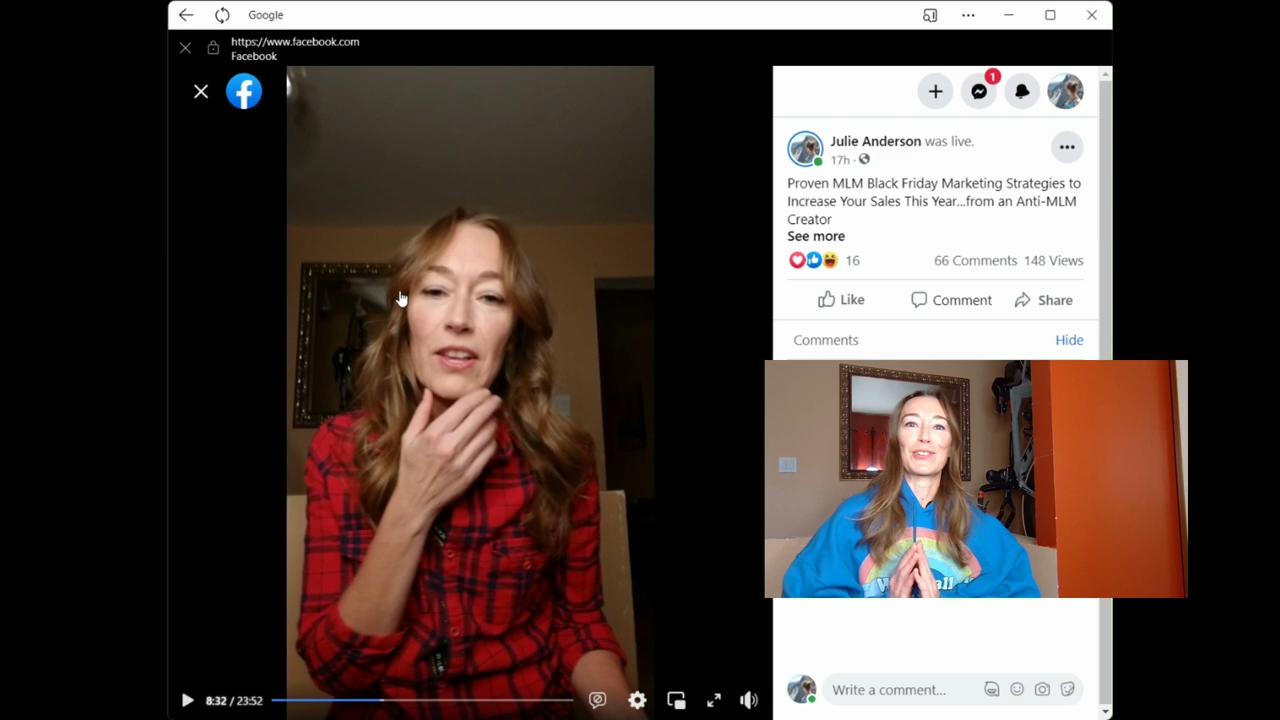 Google
https://www.facebook.com
Facebook
1
Julie Anderson was live.
17h ·
Proven MLM Black Friday Marketing Strategies to
Increase Your Sales This Year...from an Anti-MLM
Creator
See more
16
66 Comments 148 Views
Like
Comment
Share
Comments
Hide
8:32 / 23:52
Write a comment...